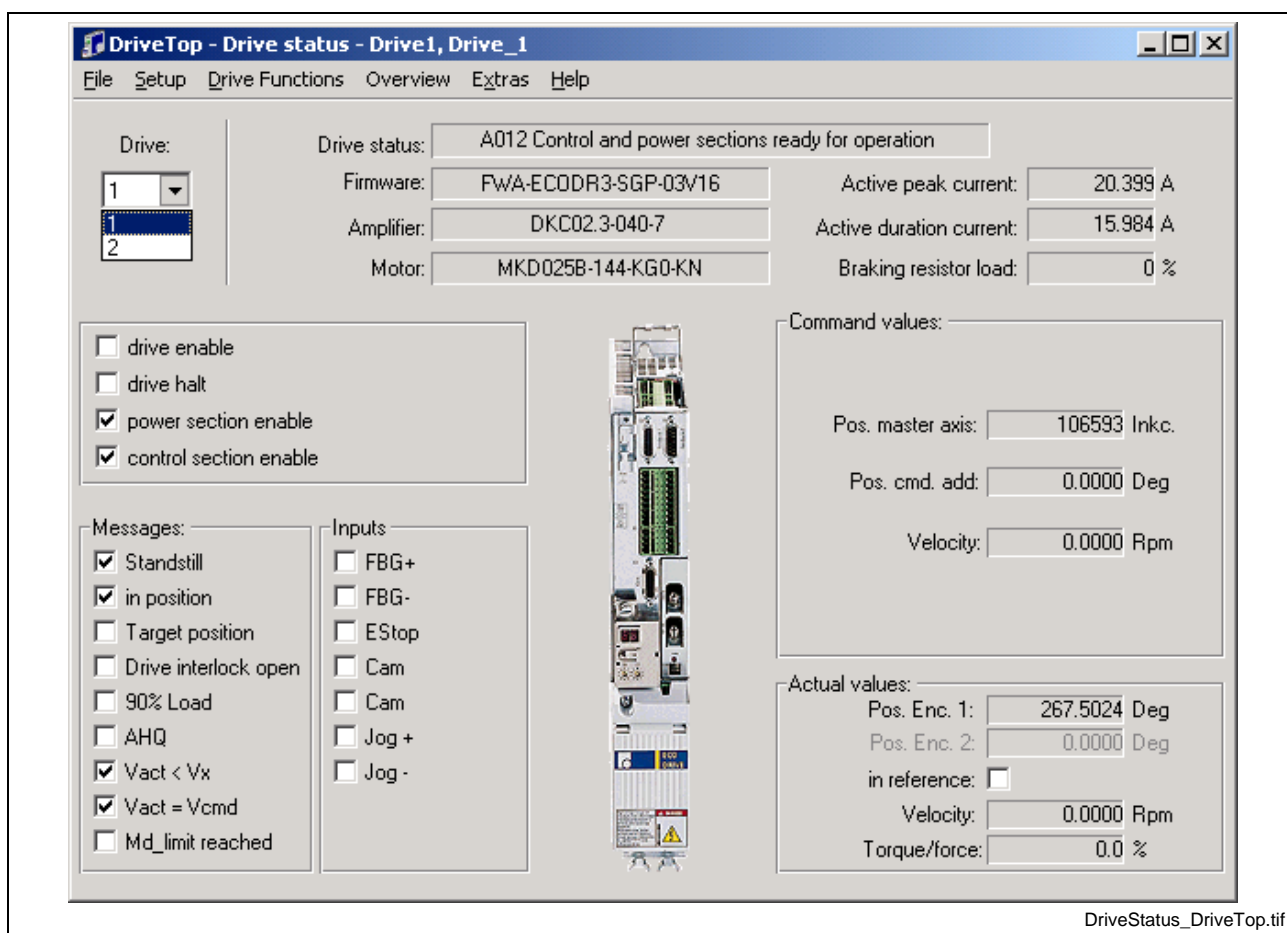 DriveTop - Drive status - Drive1, Drive_1
File Setup Drive Functions Overview Extras Help
Drive:
1
1
2
Drive status: A012 Control and power sections ready for operation
Firmware: FWA-ECODR3-SGP-03V16
Amplifier: DKC02.3-040-7
Motor: MKD025B-144-KG0-KN
Active peak current: 20.399 A
Active duration current: 15.984 A
Braking resistor load: 0 %
drive enable
drive halt
power section enable
control section enable
Messages:
Standstill
in position
Target position
Drive interlock open
90% Load
AHQ
Vact < Vx
Vact = Vcmd
Md_limit reached
Inputs
FBG+
FBG-
EStop
Cam
Cam
Jog +
Jog -
ECO
DRIVE
Command values:
Pos. master axis: 106593 Inkc.
Pos. cmd. add: 0.0000 Deg
Velocity: 0.0000 Rpm
Actual values:
Pos. Enc. 1: 267.5024 Deg
Pos. Enc. 2: 0.0000 Deg
in reference:
Velocity: 0.0000 Rpm
Torque/force: 0.0 %
DriveStatus_DriveTop.tif